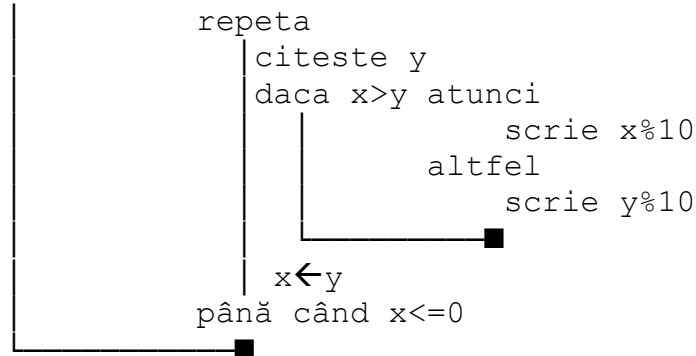 repeta
citeste y
daca x>y atunci
scrie x%10
altfel
scrie y%10
x←y
până când x<=0